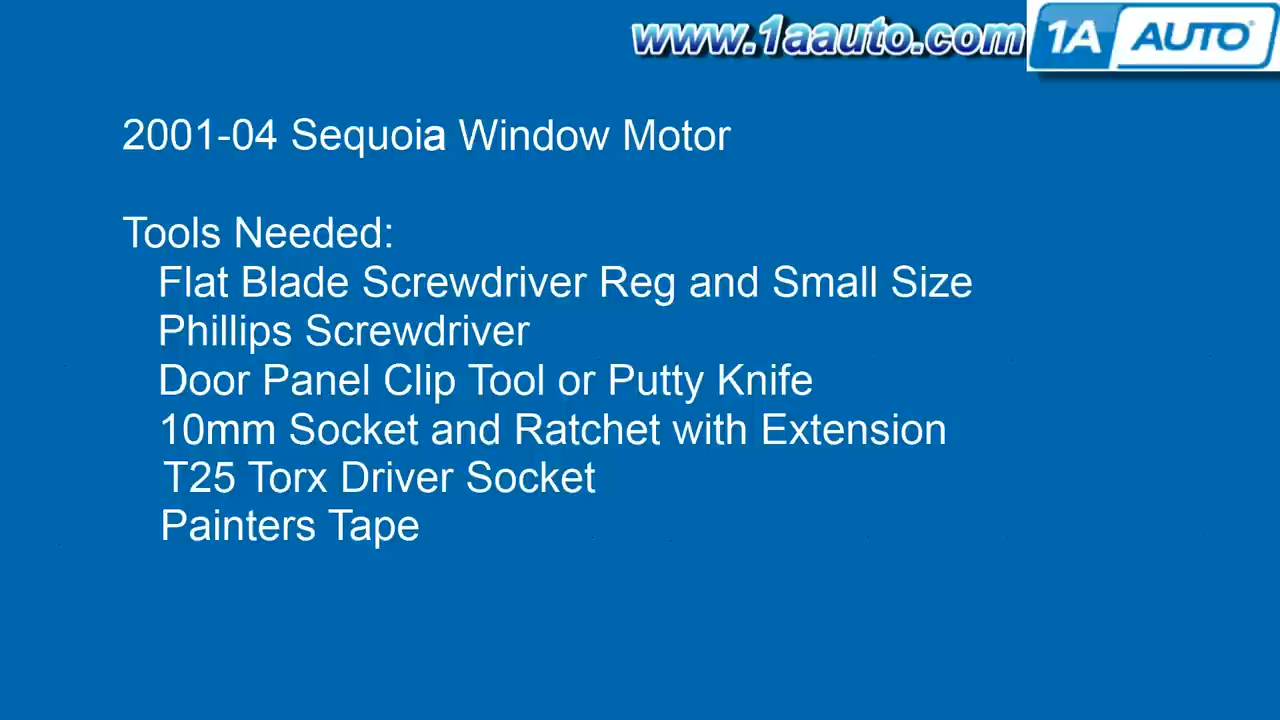 www.1aauto.com 1A AUTO
2001-04 Sequoia Window Motor
Tools Needed:
Flat Blade Screwdriver Reg and Small Size
Phillips Screwdriver
Door Panel Clip Tool or Putty Knife
10mm Socket and Ratchet with Extension
T25 Torx Driver Socket
Painters Tape